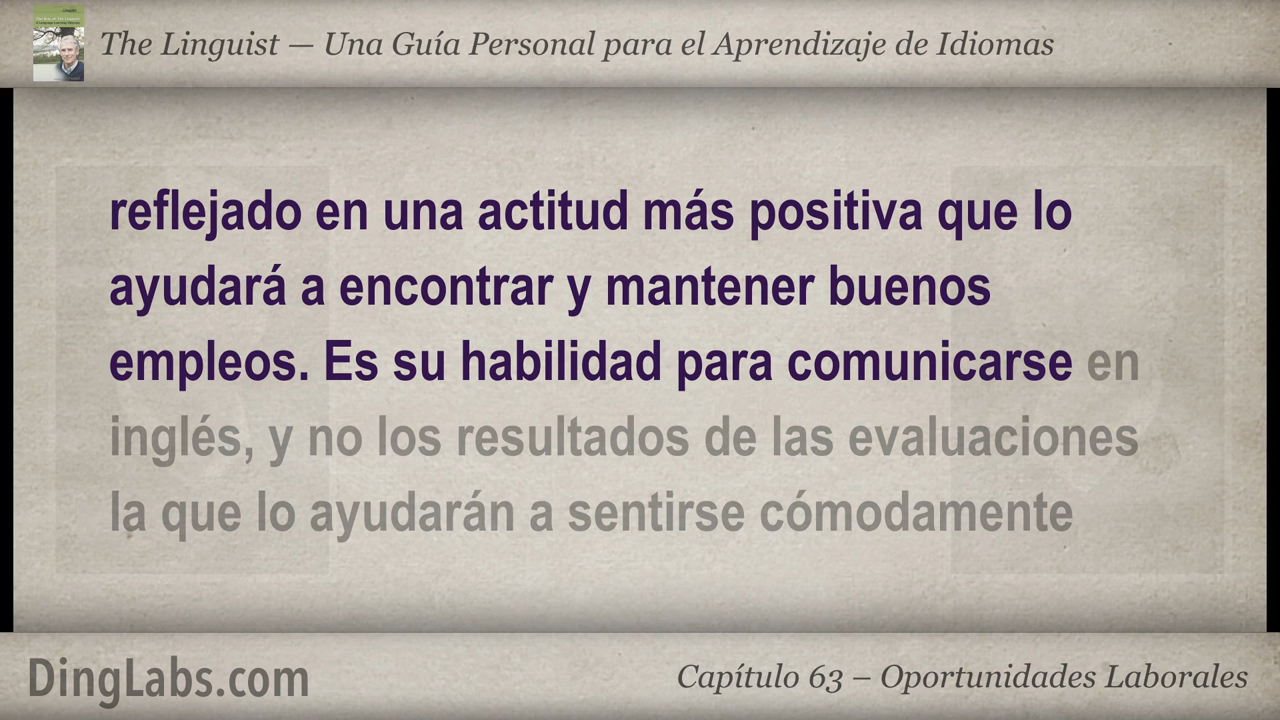 The Linguist — Una Guía Personal para el Aprendizaje de Idiomas
reflejado en una actitud más positiva que lo
ayudará a encontrar y mantener buenos
empleos. Es su habilidad para comunicarse en
inglés, y no los resultados de las evaluaciones
la que lo ayudarán a sentirse cómodamente
DingLabs.com
Capítulo 63 – Oportunidades Laborales